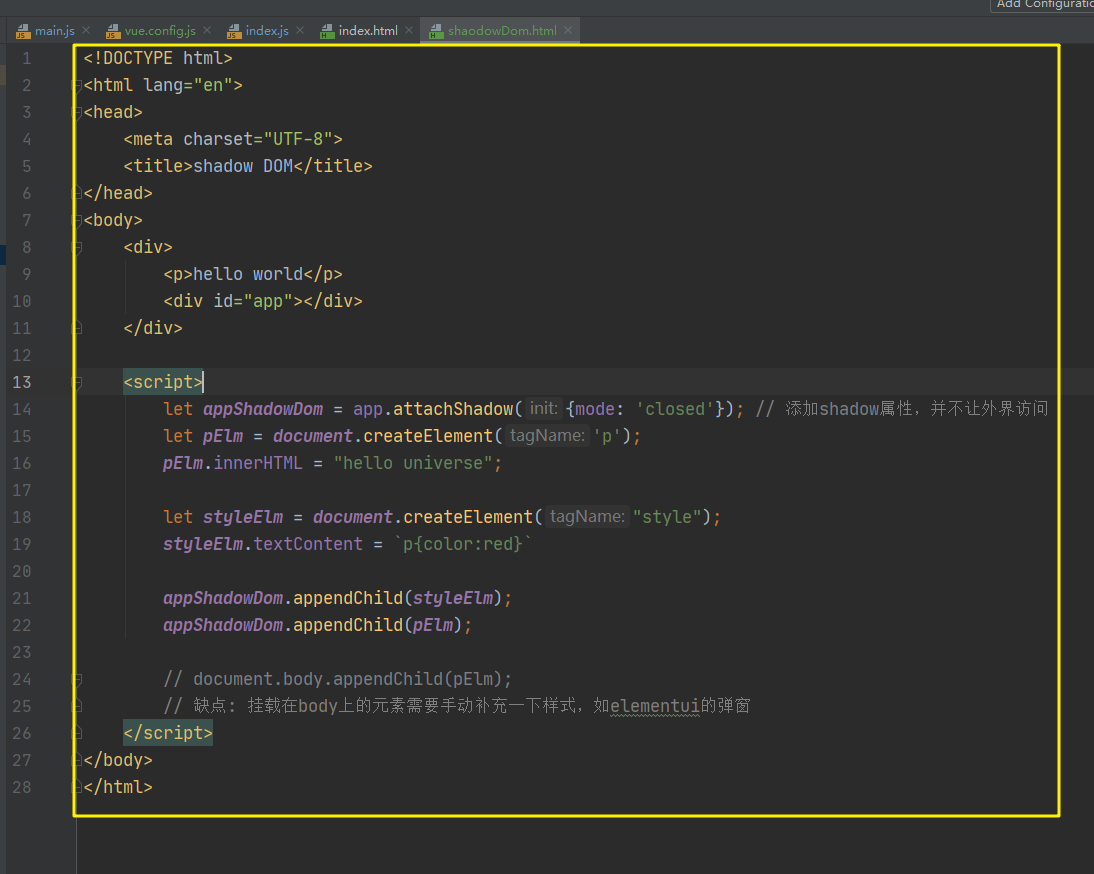 Add Configuratio
main.js vue.config.js index.js index.html shaodowDom.html
1 <!DOCTYPE html>
2 <html lang="en">
3 <head>
4 <meta charset="UTF-8">
5 <title>shadow DOM</title>
6 </head>
7 <body>
8 <div>
9 <p>hello world</p>
10 <div id="app"></div>
11 </div>
12
13 <script>
14 let appShadowDom = app.attachShadow( init: {mode: 'closed'}); // 添加shadow属性，并不让外界访问
15 let pElm = document.createElement( tagName: 'p');
16 pElm.innerHTML = "hello universe";
17
18 let styleElm = document.createElement( tagName: "style");
19 styleElm.textContent = `p{color:red}`
20
21 appShadowDom.appendChild(styleElm);
22 appShadowDom.appendChild(pElm);
23
24 // document.body.appendChild(pElm);
25 // 缺点: 挂载在body上的元素需要手动补充一下样式，如elementui的弹窗
26 </script>
27 </body>
28 </html>